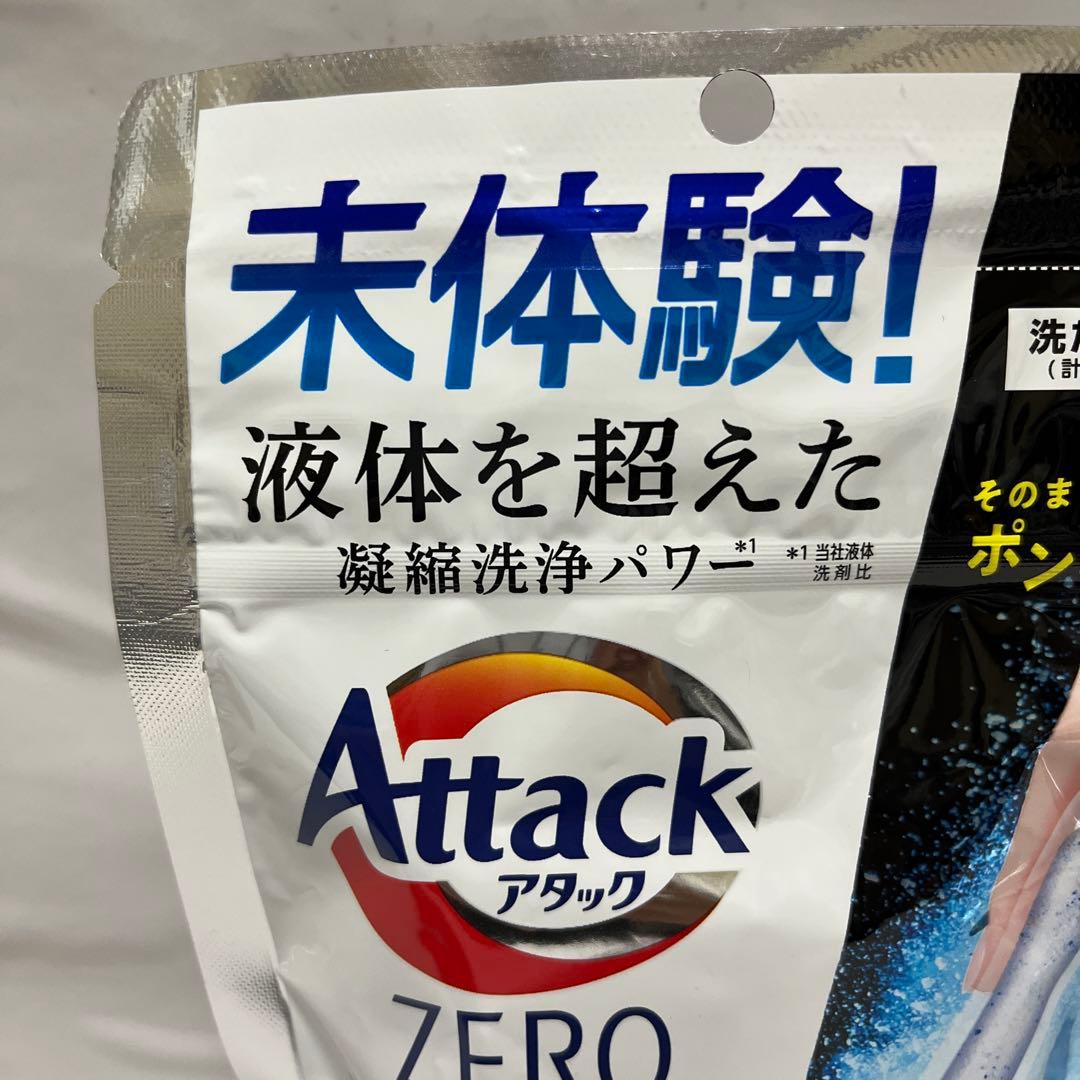 未体験!
液体を超えた
凝縮洗浄パワー*1
*1 当社液体
洗剤比
Attack
アタック
ZERO
洗
(計
そのま
ポン